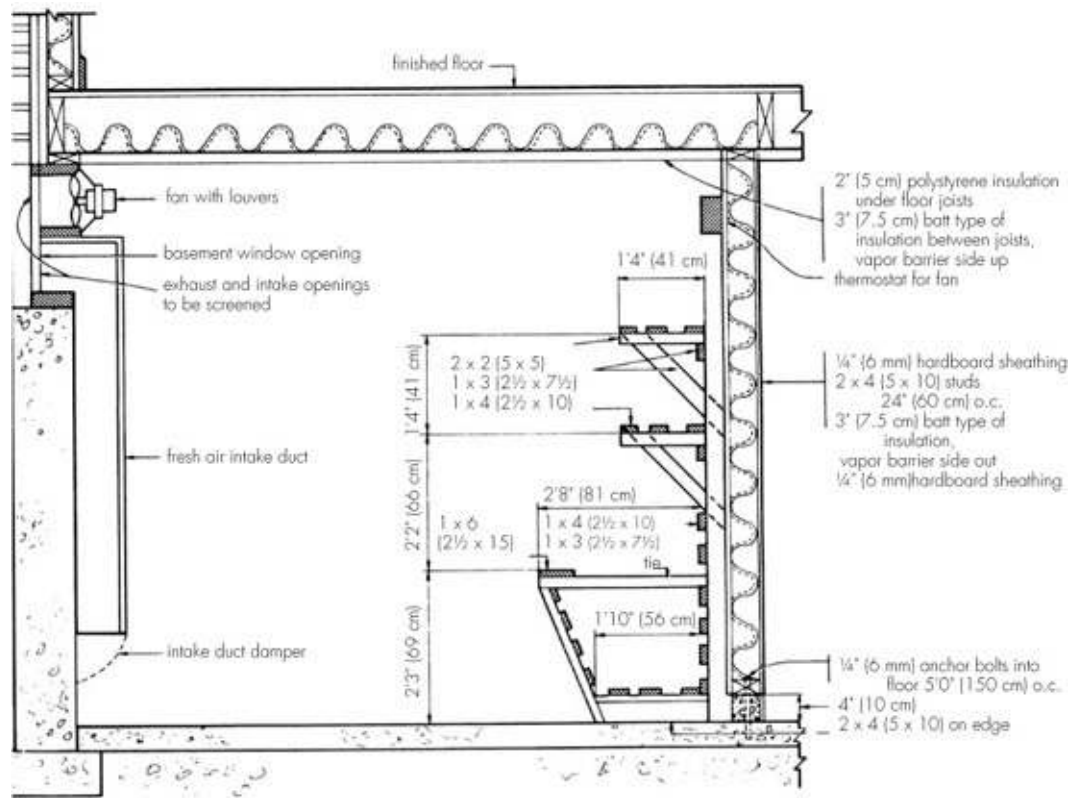 finished floor
fan with louvers
basement window opening
exhaust and intake openings
to be screened
fresh air intake duct
intake duct damper
2" (5 cm) polystyrene insulation
under floor joists
3" (7.5 cm) batt type of
insulation between joists,
vapor barrier side up
thermostat for fan
1'4" (41 cm)
2 x 2 (5 x 5)
1 x 3 (2½ x 7½)
1 x 4 (2½ x 10)
1'4" (41 cm)
¼" (6 mm) hardboard sheathing
2 x 4 (5 x 10) studs
24" (60 cm) o.c.
3" (7.5 cm) batt type of
insulation,
vapor barrier side out
¼" (6 mm)hardboard sheathing
2'2" (66 cm)
2'8" (81 cm)
1 x 6
(2½ x 15)
1 x 4 (2½ x 10)
1 x 3 (2½ x 7½)
tie
1'10" (56 cm)
2'3" (69 cm)
¼" (6 mm) anchor bolts into
floor 5'0" (150 cm) o.c.
4" (10 cm)
2 x 4 (5 x 10) on edge